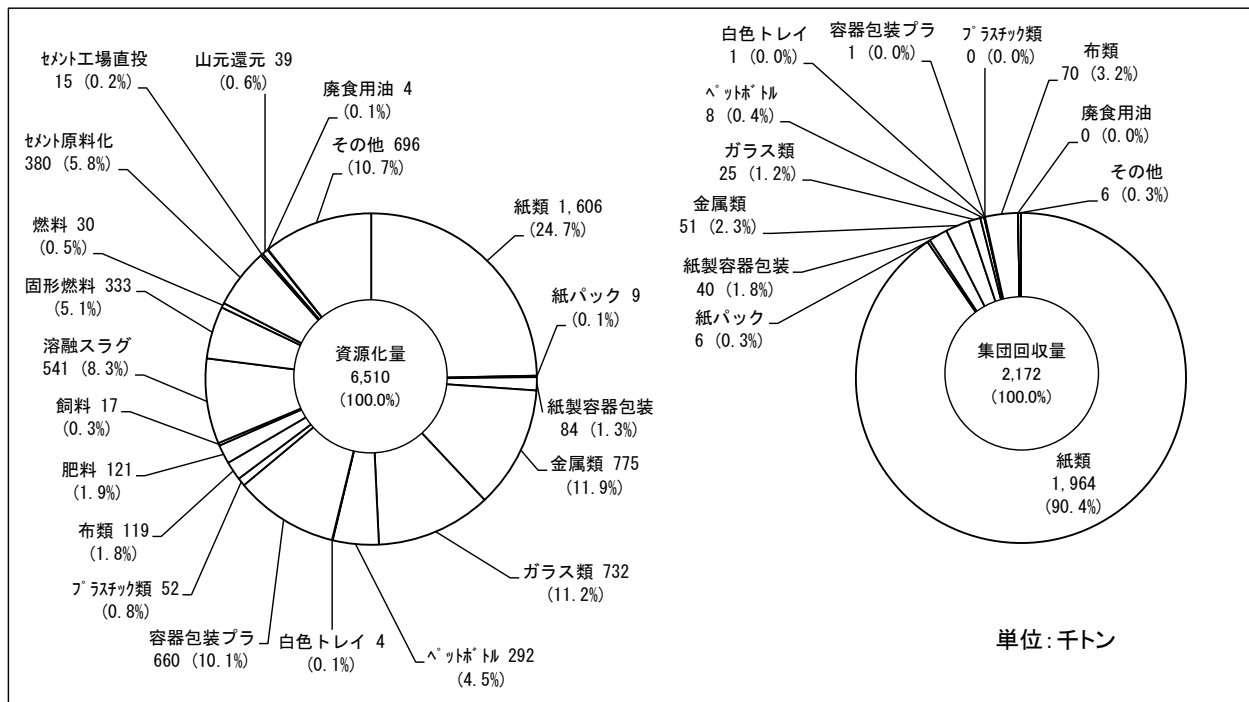 セメント工場直投
15 (0.2%)
山元還元 39
(0.6%)
廃食用油 4
(0.1%)
その他 696
(10.7%)
セメント原料化
380 (5.8%)
燃料 30
(0.5%)
固形燃料 333
(5.1%)
溶融スラグ
541 (8.3%)
飼料 17
(0.3%)
肥料 121
(1.9%)
布類 119
(1.8%)
プラスチック類 52
(0.8%)
容器包装プラ
660 (10.1%)
白色トレイ 4
(0.1%)
ペットボトル 292
(4.5%)
ガラス類 732
(11.2%)
金属類 775
(11.9%)
紙製容器包装
84 (1.3%)
紙パック 9
(0.1%)
紙類 1,606
(24.7%)
資源化量
6,510
(100.0%)
白色トレイ
1 (0.0%)
容器包装プラ
1 (0.0%)
プラスチック類
0 (0.0%)
布類
70 (3.2%)
廃食用油
0 (0.0%)
その他
6 (0.3%)
ペットボトル
8 (0.4%)
ガラス類
25 (1.2%)
金属類
51 (2.3%)
紙製容器包装
40 (1.8%)
紙パック
6 (0.3%)
集団回収量
2,172
(100.0%)
紙類
1,964
(90.4%)
単位:千トン